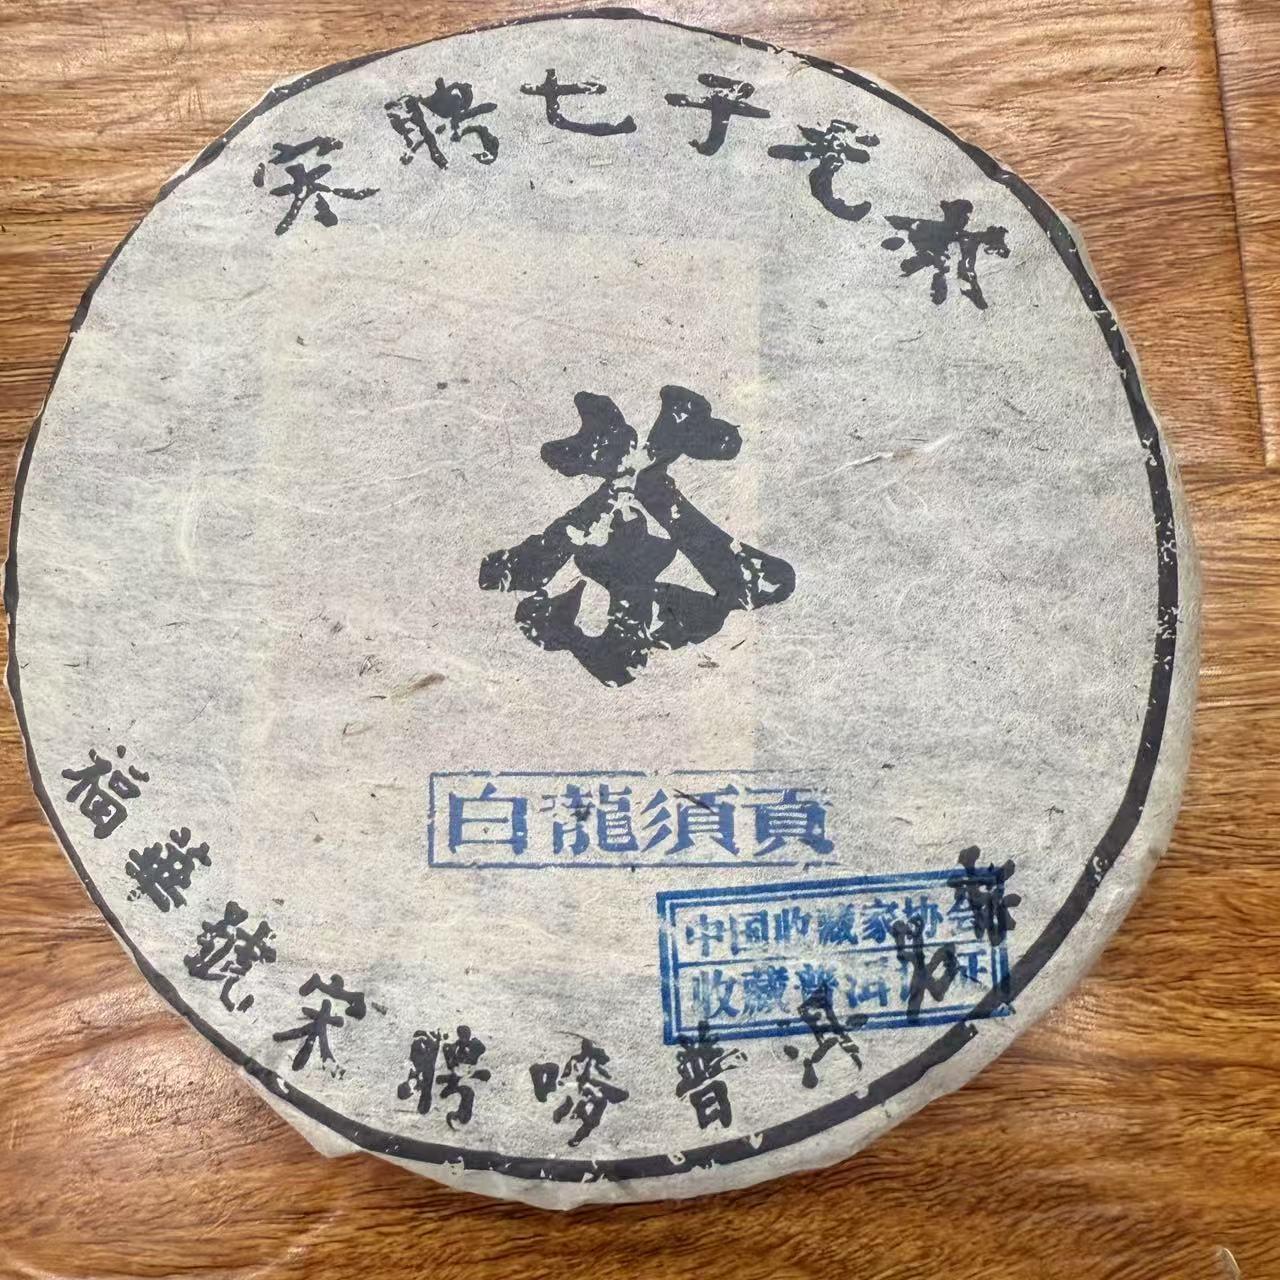 宋聘七子
茶
白龍須貢
中国收藏家协会
收藏普洱认证
福華號宋聘嘜普洱名茶